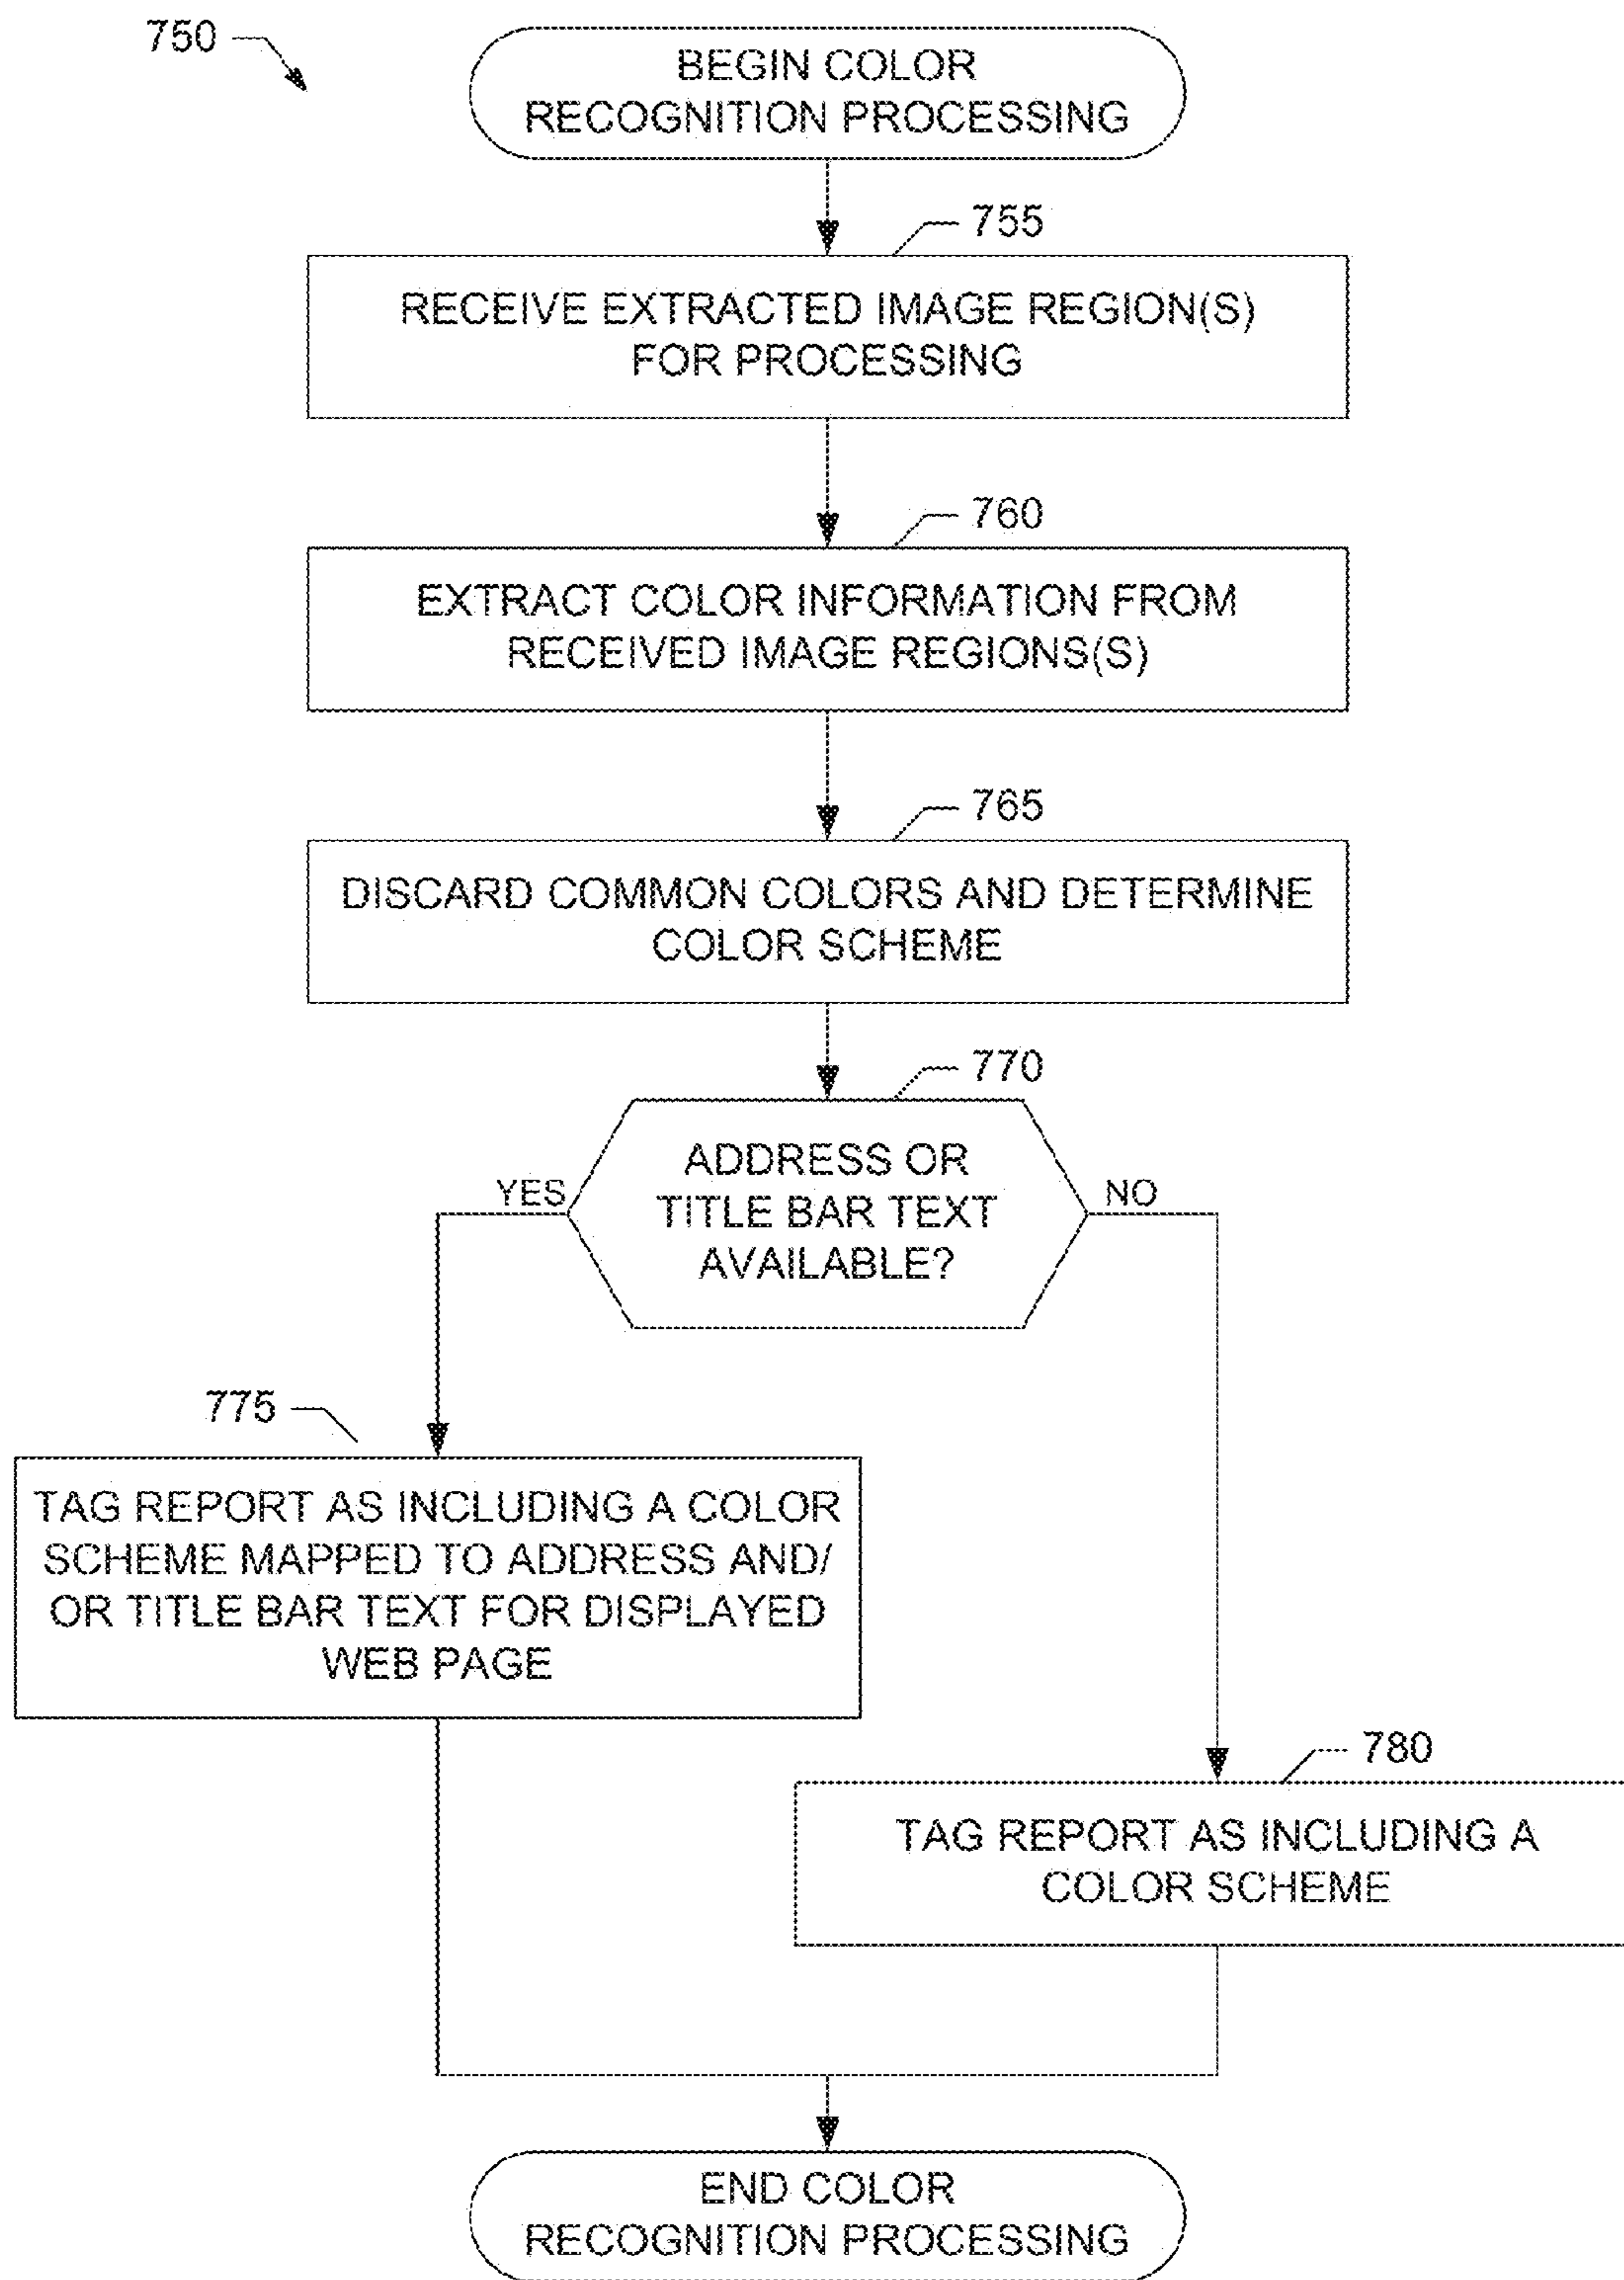 750
BEGIN COLOR
RECOGNITION PROCESSING
755
RECEIVE EXTRACTED IMAGE REGION(S)
FOR PROCESSING
760
EXTRACT COLOR INFORMATION FROM
RECEIVED IMAGE REGIONS(S)
765
DISCARD COMMON COLORS AND DETERMINE
COLOR SCHEME
770
ADDRESS OR
TITLE BAR TEXT
AVAILABLE?
YES
NO
775
TAG REPORT AS INCLUDING A COLOR
SCHEME MAPPED TO ADDRESS AND/
OR TITLE BAR TEXT FOR DISPLAYED
WEB PAGE
780
TAG REPORT AS INCLUDING A
COLOR SCHEME
END COLOR
RECOGNITION PROCESSING